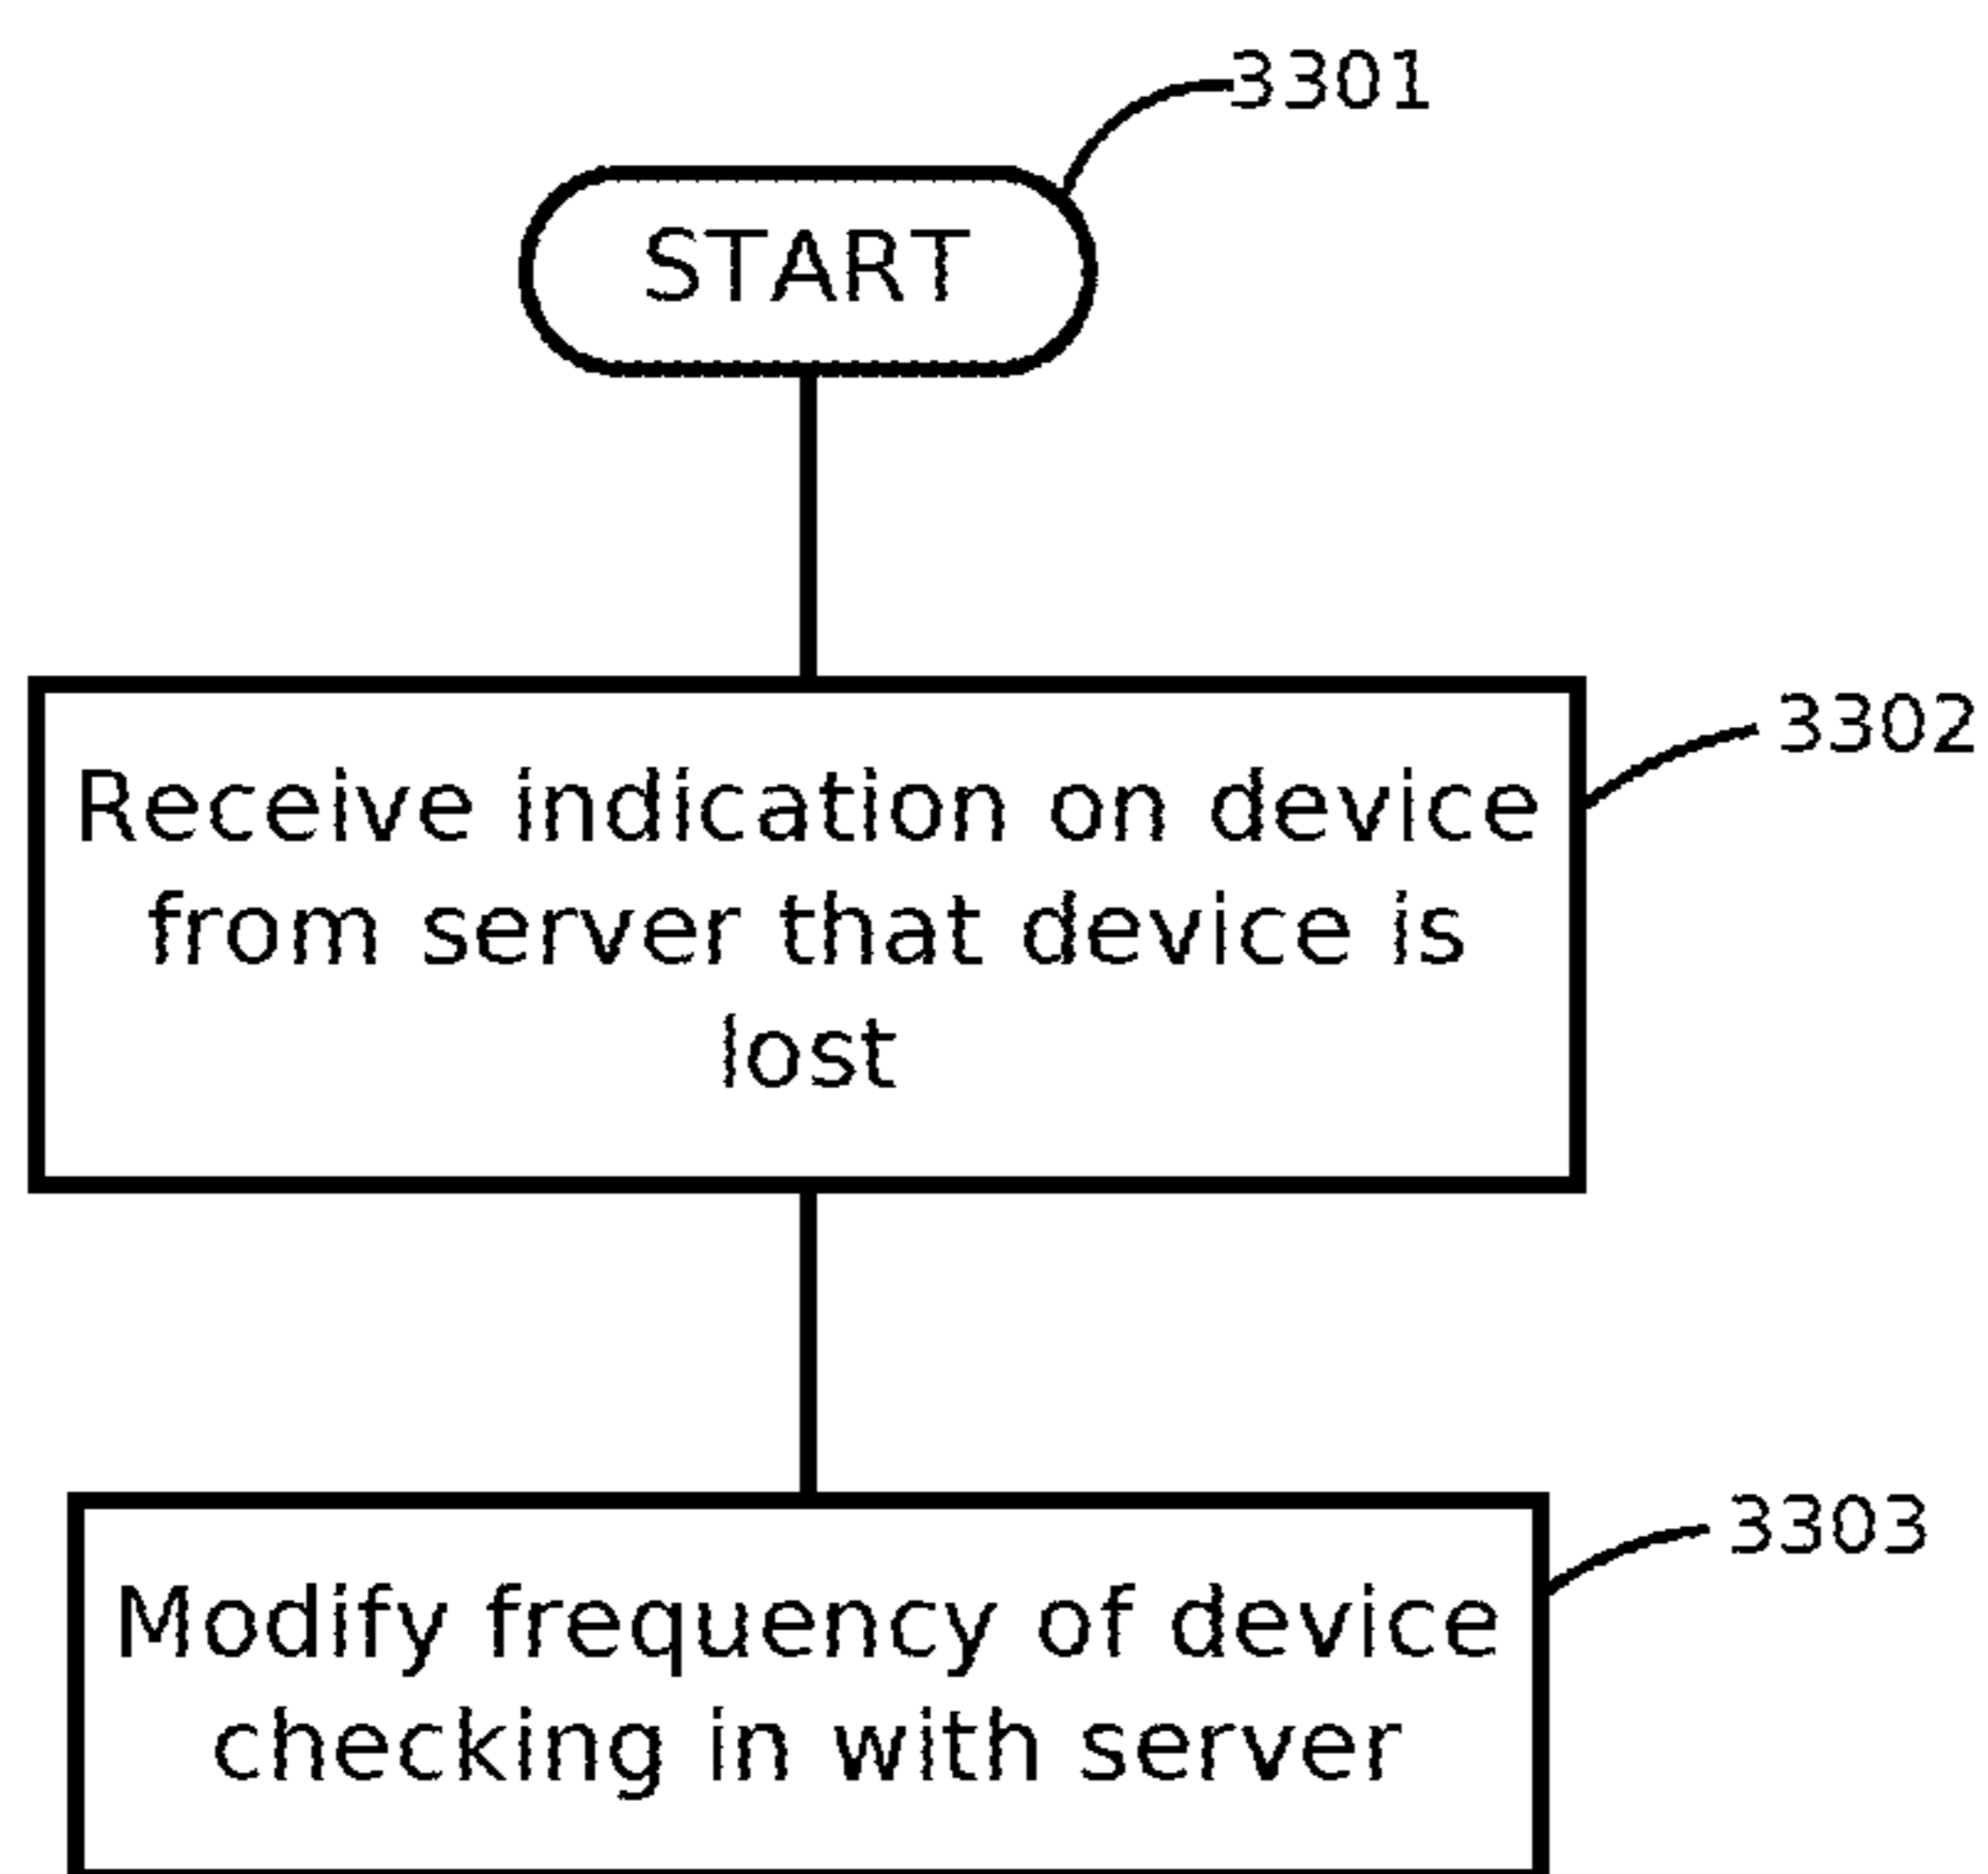 3301
START
3302
Receive indication on device
from server that device is
lost
3303
Modify frequency of device
checking in with server